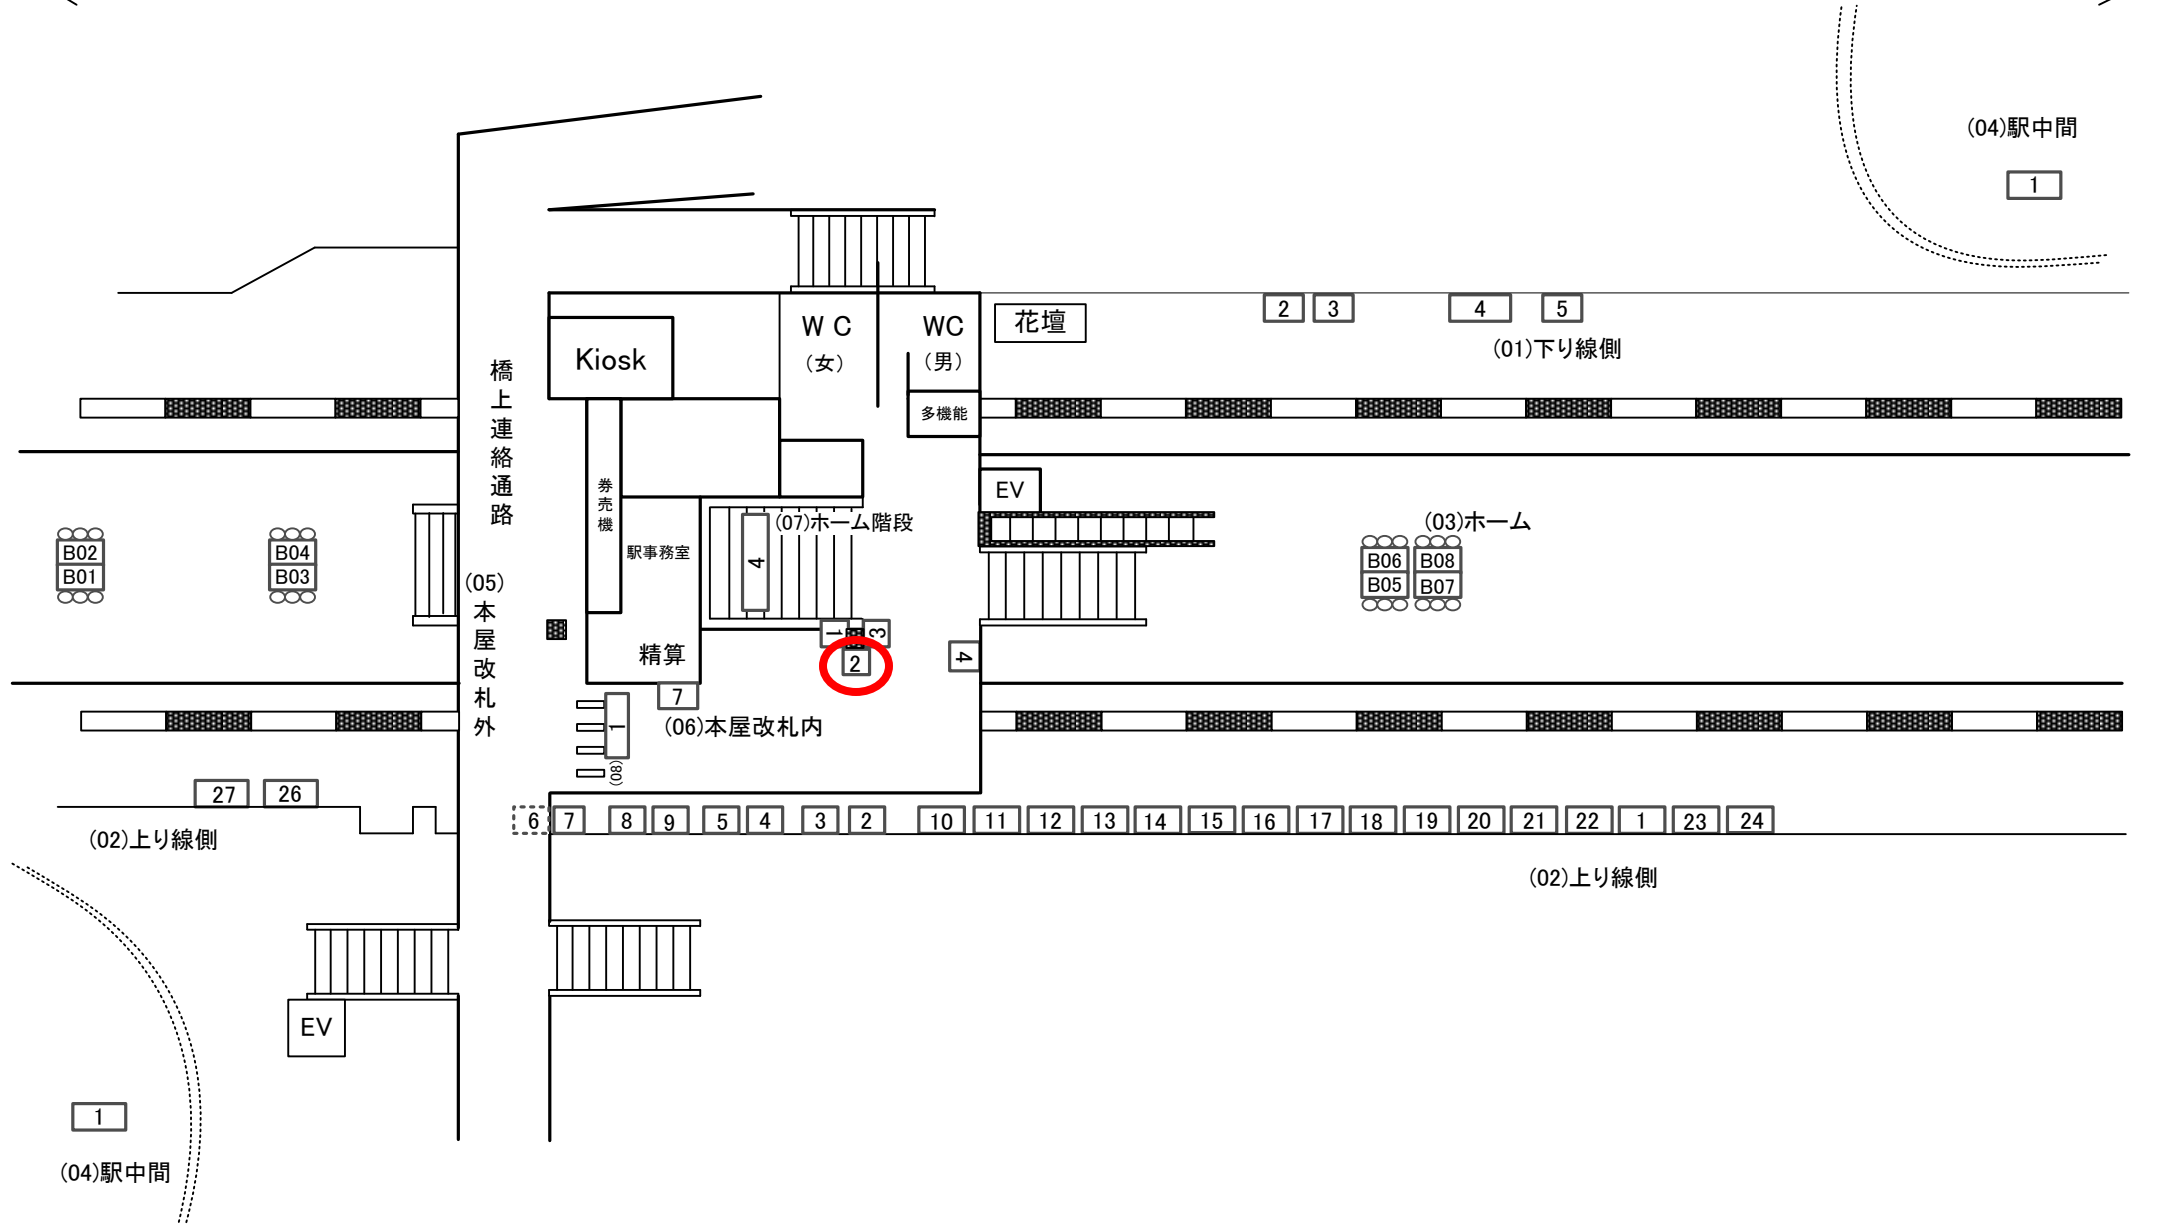 (04)駅中間
1
2
3
4
5
(01)下り線側
花壇
W C
(女)
WC
(男)
多機能
Kiosk
橋上連絡通路
券売機
駅事務室
精算
EV
(07)ホーム階段
4
(03)ホーム
B02
B01
B04
B03
B06
B05
B08
B07
(05)本屋改札外
1
3
2
4
7
1
(08)
(06)本屋改札内
27
26
(02)上り線側
6
7
8
9
5
4
3
2
10
11
12
13
14
15
16
17
18
19
20
21
22
1
23
24
(02)上り線側
EV
1
(04)駅中間